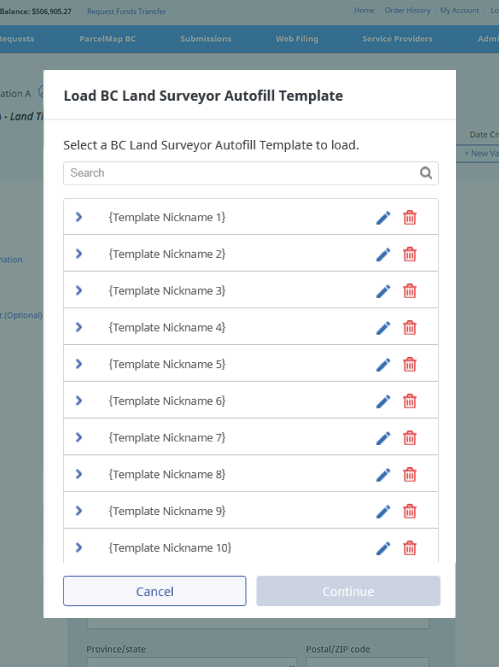 Balance: $506,905.27 Request Funds Transfer Home Order History My Account Lo
Requests ParcelMap BC Submissions Web Filing Service Providers Admi
ation A
) - Land Ti
Load BC Land Surveyor Autofill Template
Date Cr
+ New Va
Select a BC Land Surveyor Autofill Template to load.
Search
{Template Nickname 1}
{Template Nickname 2}
mation
{Template Nickname 3}
t (Optional)
{Template Nickname 4}
{Template Nickname 5}
{Template Nickname 6}
{Template Nickname 7}
{Template Nickname 8}
{Template Nickname 9}
{Template Nickname 10}
Cancel Continue
Province/state Postal/ZIP code